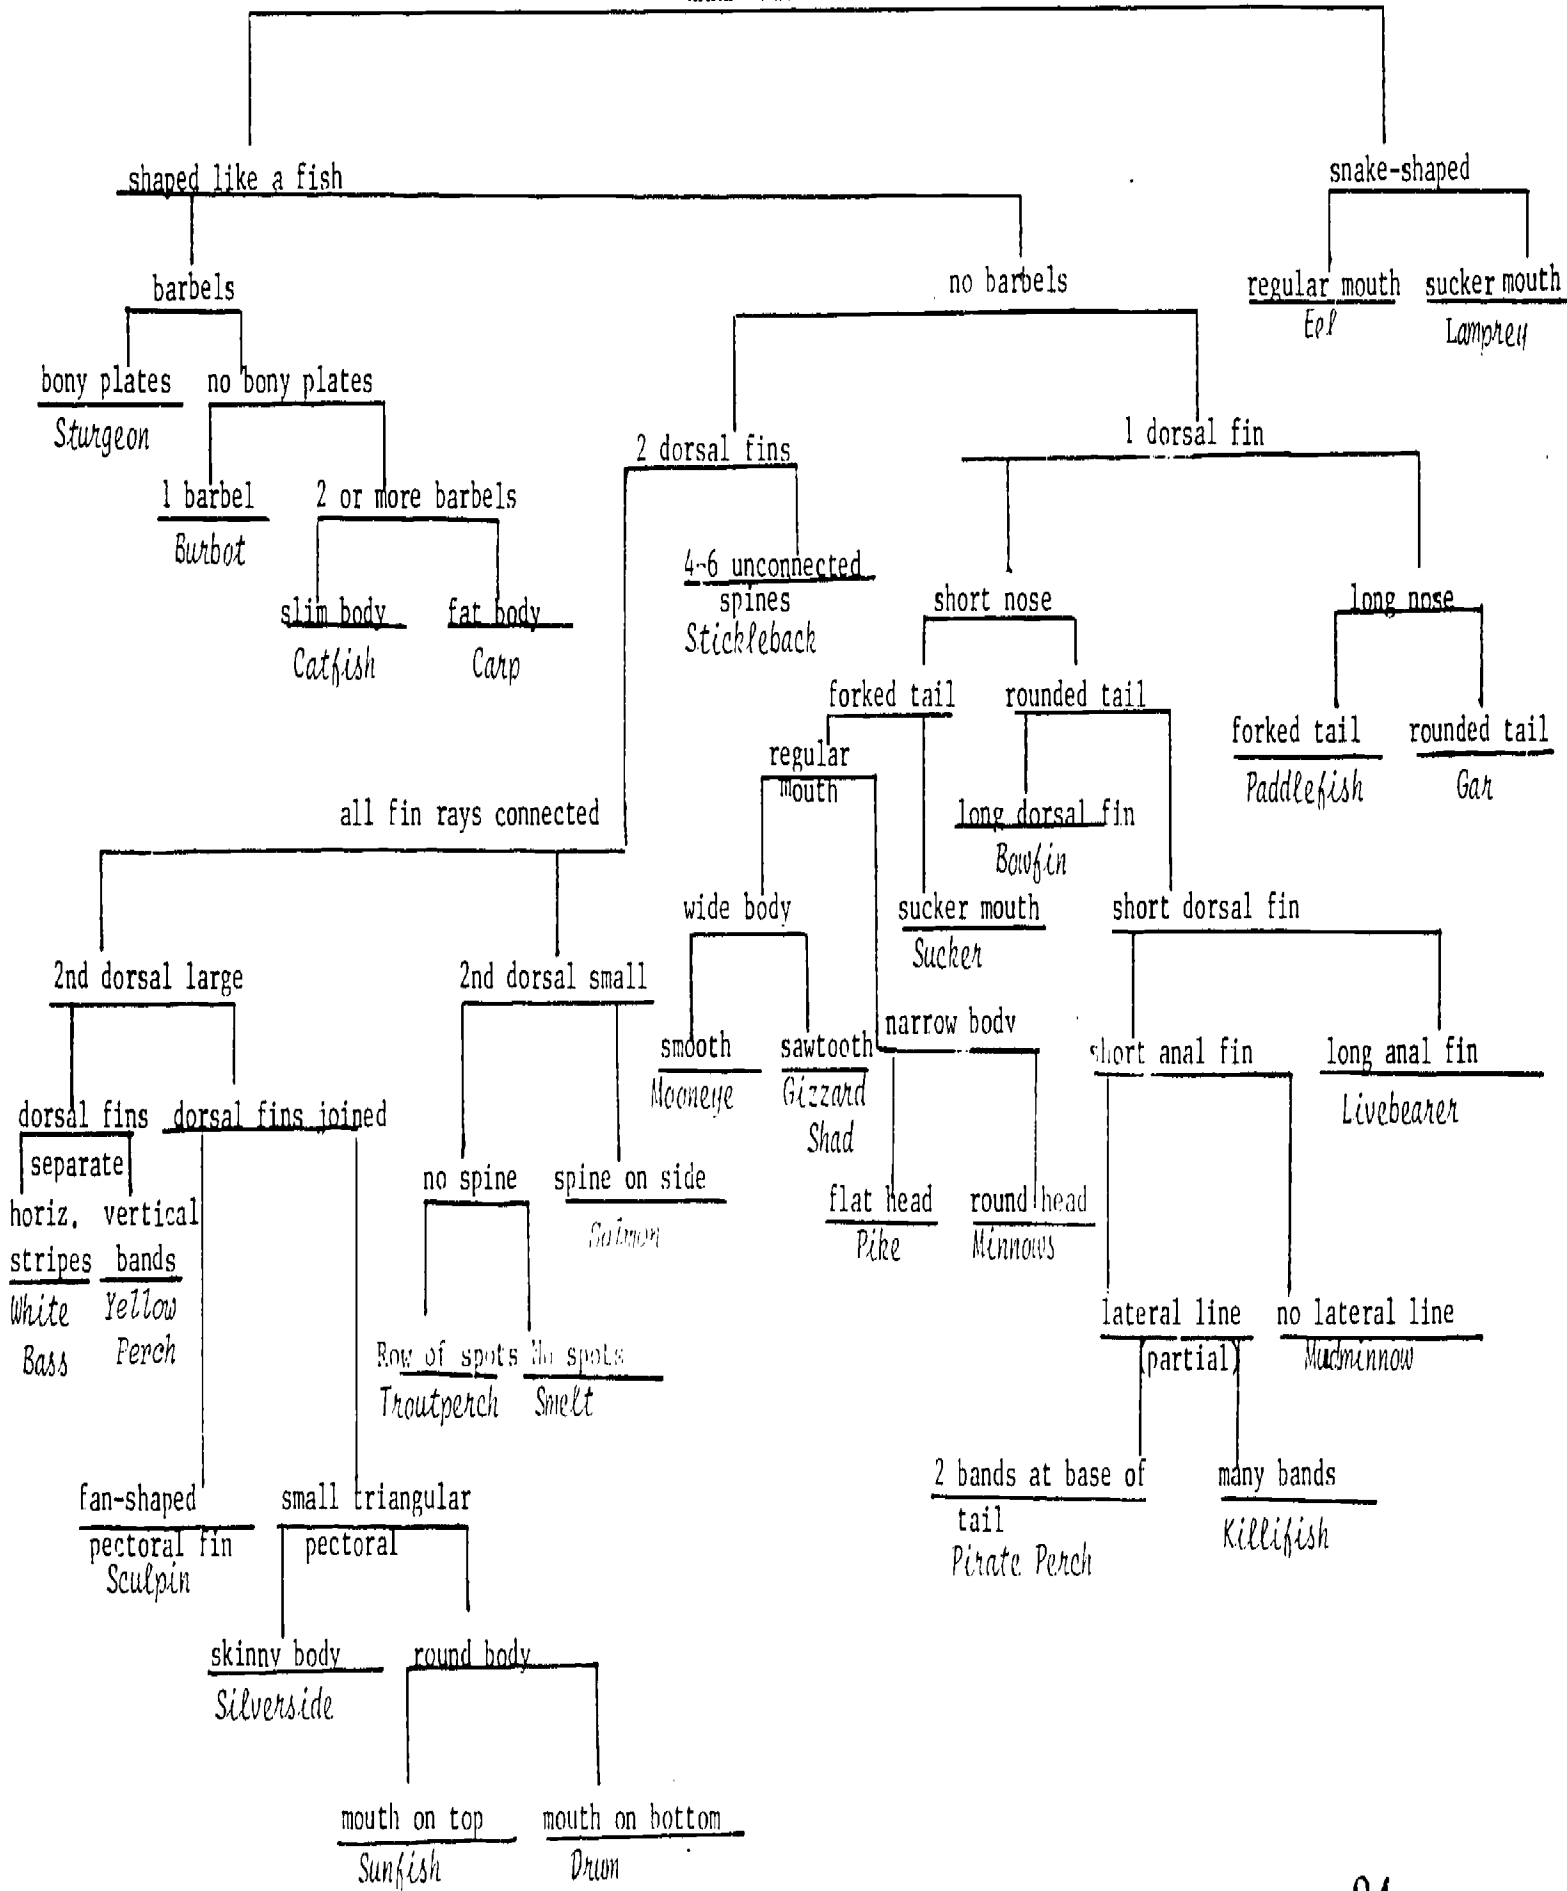 shaped like a fish
snake-shaped
barbels
no barbels
regular mouth
Eel
sucker mouth
Lamprey
bony plates
Sturgeon
no bony plates
2 dorsal fins
1 dorsal fin
1 barbel
Burbot
2 or more barbels
4-6 unconnected
spines
Stickleback
slim body
Catfish
fat body
Carp
short nose
long nose
forked tail
rounded tail
forked tail
Paddlefish
rounded tail
Gar
regular
mouth
all fin rays connected
long dorsal fin
Bowfin
wide body
sucker mouth
Sucker
short dorsal fin
2nd dorsal large
2nd dorsal small
smooth
Mooneye
sawtooth
Gizzard
Shad
narrow body
short anal fin
long anal fin
Livebearer
dorsal fins
separate
dorsal fins joined
no spine
spine on side
Salmon
flat head
Pike
round head
Minnows
horiz.
stripes
White
Bass
vertical
bands
Yellow
Perch
Row of spots
Troutperch
No spots
Smelt
lateral line
(partial)
no lateral line
Mudminnow
fan-shaped
pectoral fin
Sculpin
small triangular
pectoral
2 bands at base of
tail
Pirate Perch
many bands
Killifish
skinny body
Silverside
round body
mouth on top
Sunfish
mouth on bottom
Drum